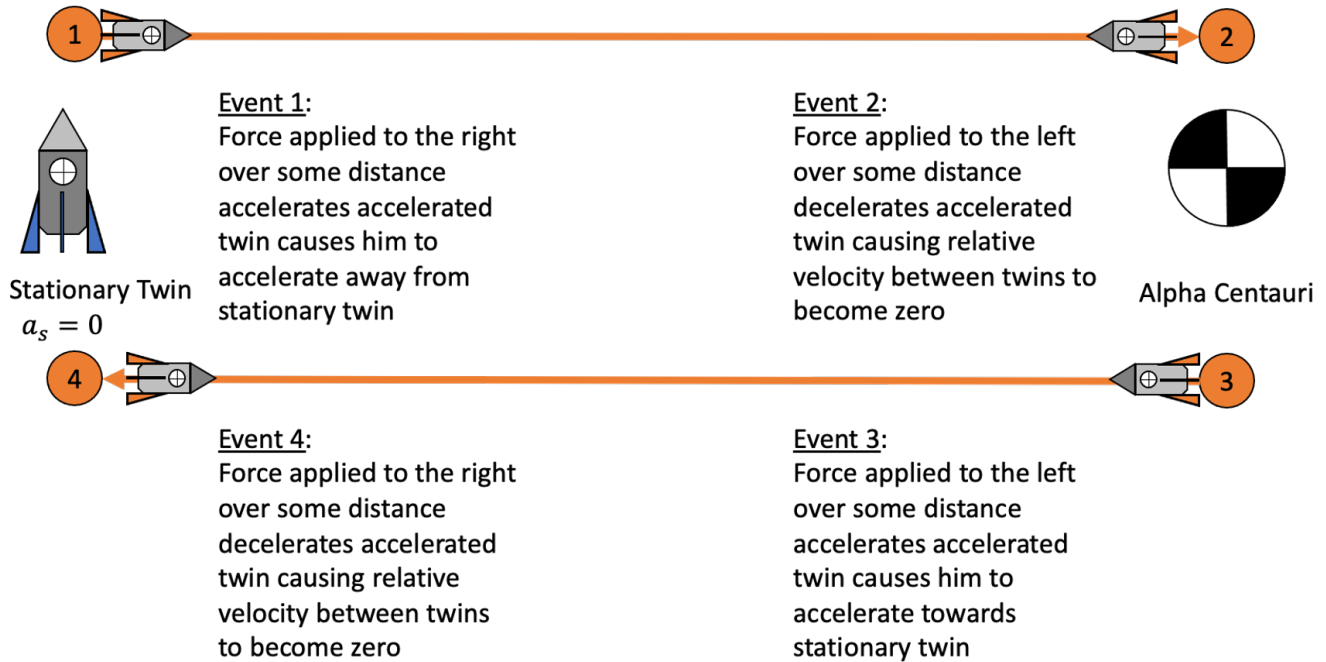 1
2
Event 1:
Force applied to the right
over some distance
accelerates accelerated
twin causes him to
accelerate away from
stationary twin
Event 2:
Force applied to the left
over some distance
decelerates accelerated
twin causing relative
velocity between twins to
become zero
Stationary Twin
aₛ = 0
Alpha Centauri
4
3
Event 4:
Force applied to the right
over some distance
decelerates accelerated
twin causing relative
velocity between twins
to become zero
Event 3:
Force applied to the left
over some distance
accelerates accelerated
twin causes him to
accelerate towards
stationary twin